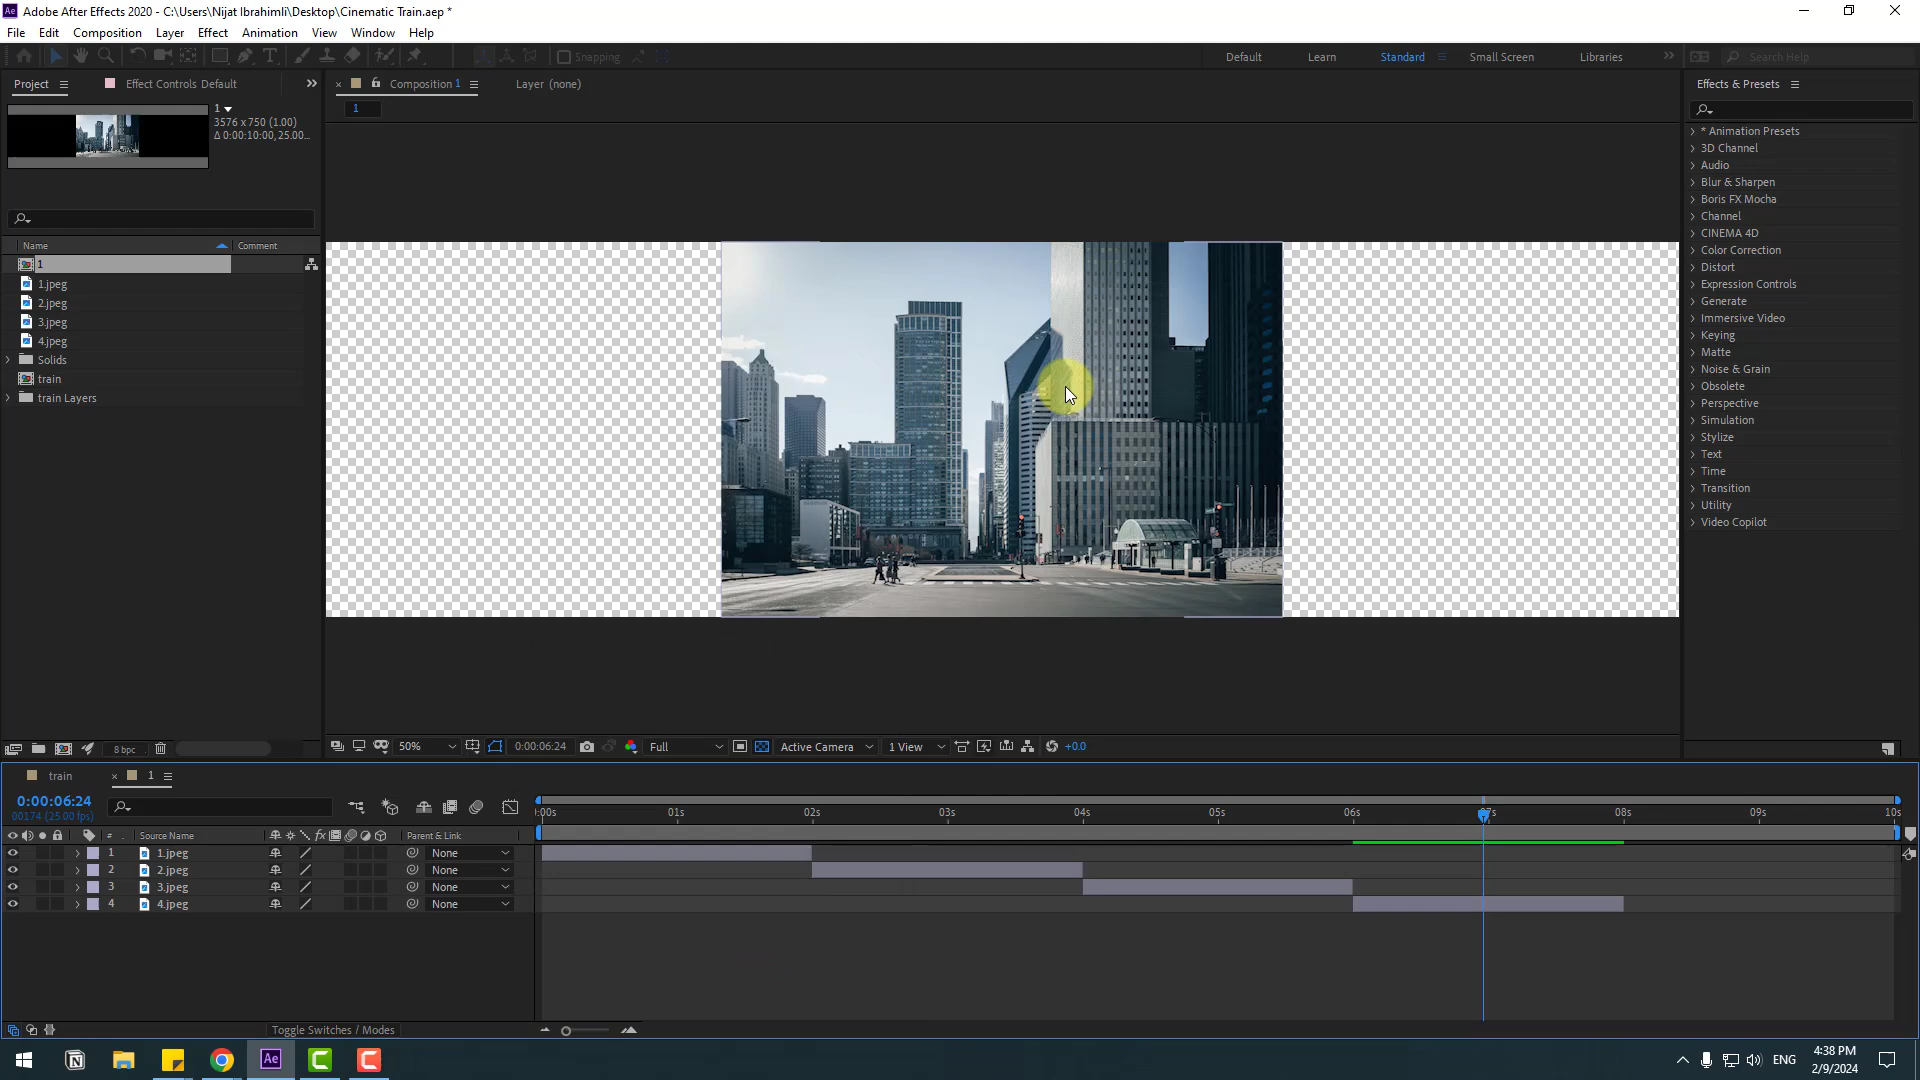 Adobe After Effects 2020 - C:\Users\Nijat Ibrahimli\Desktop\Cinematic Train.aep *
File Edit Composition Layer Effect Animation View Window Help
Snapping
Default Learn Standard Small Screen Libraries Search Help
Project Effect Controls Default
Composition 1 Layer (none)
Effects & Presets
1
1
3576 x 750 (1.00)
Δ 0:00:10:00, 25.00...
Name Comment
1
1.jpeg
2.jpeg
3.jpeg
4.jpeg
Solids
train
train Layers
* Animation Presets
3D Channel
Audio
Blur & Sharpen
Boris FX Mocha
Channel
CINEMA 4D
Color Correction
Distort
Expression Controls
Generate
Immersive Video
Keying
Matte
Noise & Grain
Obsolete
Perspective
Simulation
Stylize
Text
Time
Transition
Utility
Video Copilot
8 bpc
50% 0:00:06:24 Full Active Camera 1 View +0.0
train 1
0:00:06:24
00174 (25.00 fps)
:00s 01s 02s 03s 04s 05s 06s 07s 08s 09s 10s
# Source Name fx Parent & Link
1 1.jpeg None
2 2.jpeg None
3 3.jpeg None
4 4.jpeg None
Toggle Switches / Modes
Ae
ENG
4:38 PM
2/9/2024